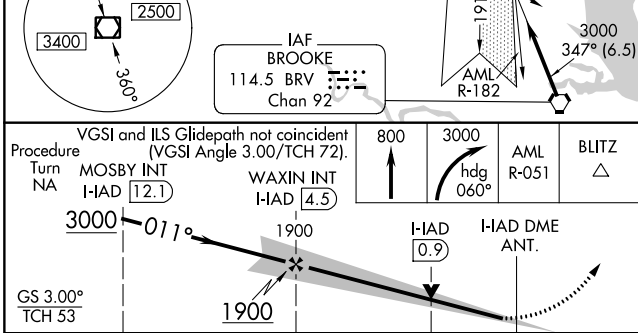 2500
3400
360°
IAF
BROOKE
114.5 BRV
Chan 92
191
AML
R-182
3000
347° (6.5)
VGSI and ILS Glidepath not coincident
(VGSI Angle 3.00/TCH 72).
Procedure
Turn
NA
MOSBY INT
I-IAD 12.1
WAXIN INT
I-IAD 4.5
800
3000
hdg
060°
AML
R-051
BLITZ
3000
011°
1900
I-IAD
0.9
I-IAD DME
ANT.
1900
GS 3.00°
TCH 53